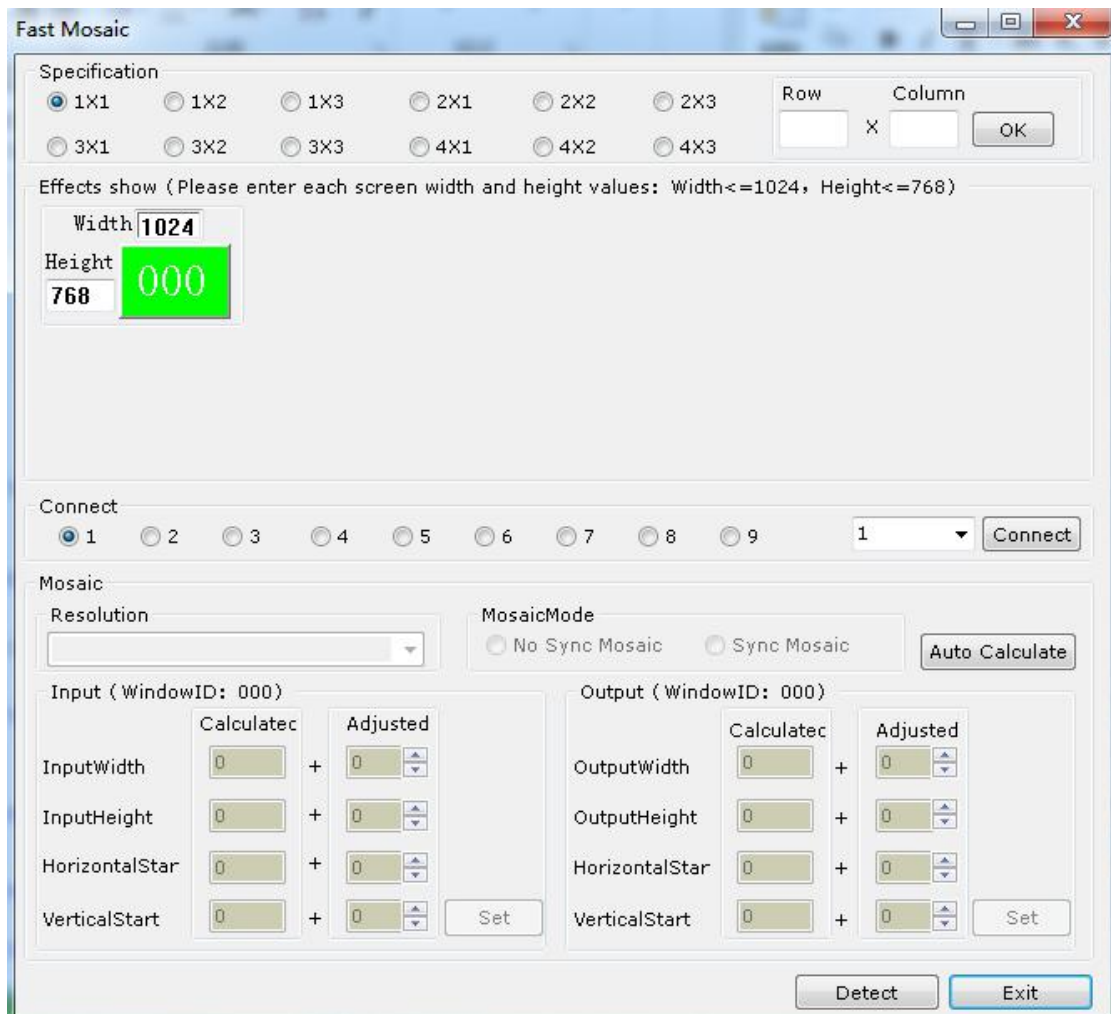 Fast Mosaic
Specification
1X1 1X2 1X3 2X1 2X2 2X3 Row Column
X OK
3X1 3X2 3X3 4X1 4X2 4X3
Effects show (Please enter each screen width and height values: Width<=1024, Height<=768)
Width 1024
Height
768 000
Connect
1 2 3 4 5 6 7 8 9 1 Connect
Mosaic
Resolution MosaicMode
No Sync Mosaic Sync Mosaic Auto Calculate
Input (WindowID: 000) Output (WindowID: 000)
Calculatec Adjusted Calculatec Adjusted
InputWidth 0 + 0 OutputWidth 0 + 0
InputHeight 0 + 0 OutputHeight 0 + 0
HorizontalStar 0 + 0 HorizontalStar 0 + 0
VerticalStart 0 + 0 Set VerticalStart 0 + 0 Set
Detect Exit